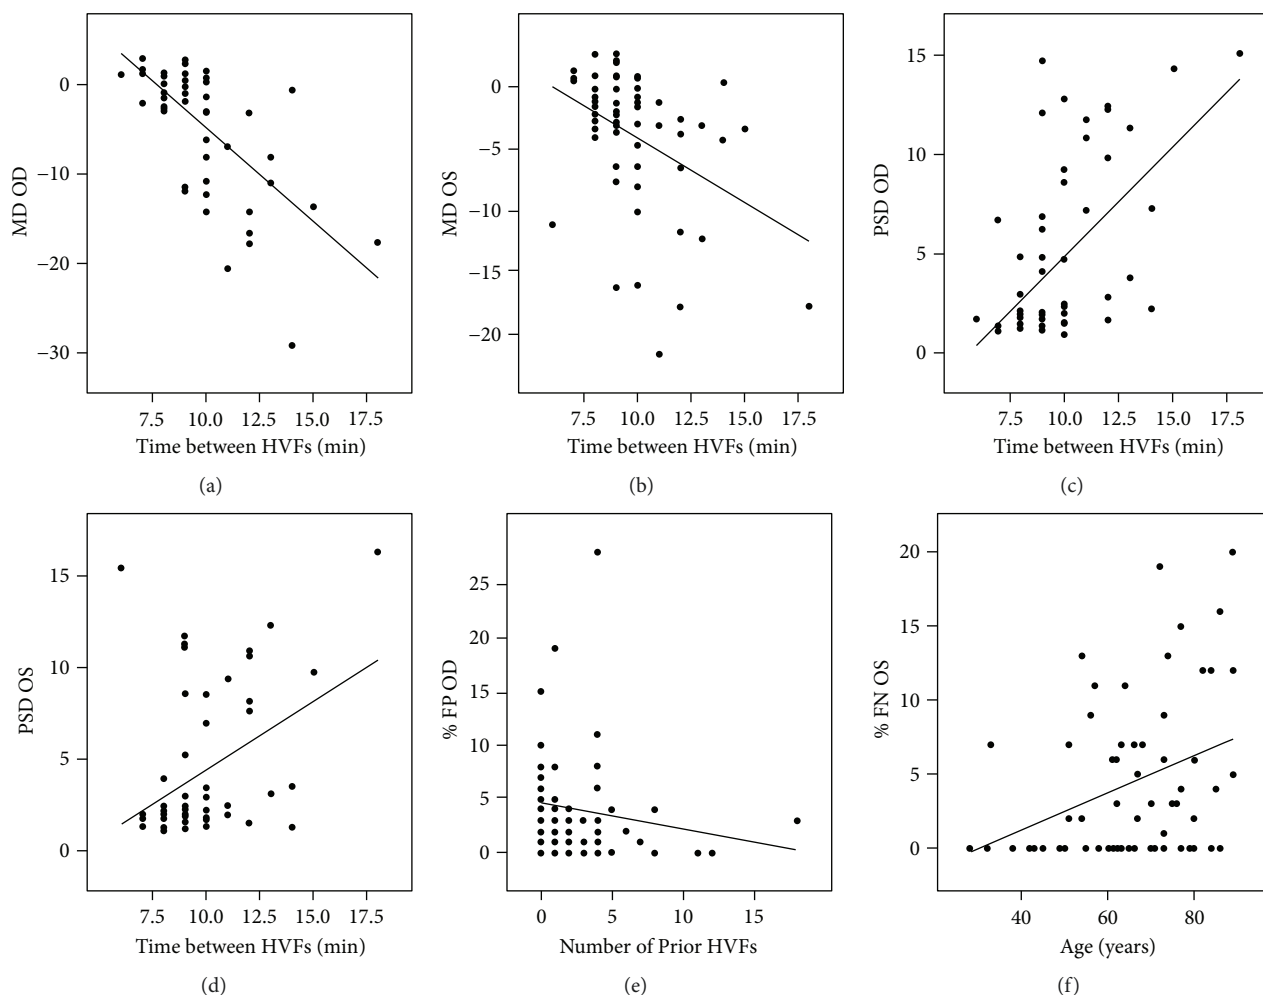 MD OD
0
−10
−20
−30
7.5 10.0 12.5 15.0 17.5
Time between HVFs (min)
(a)
MD OS
0
−5
−10
−15
−20
7.5 10.0 12.5 15.0 17.5
Time between HVFs (min)
(b)
PSD OD
15
10
5
0
7.5 10.0 12.5 15.0 17.5
Time between HVFs (min)
(c)
PSD OS
15
10
5
0
7.5 10.0 12.5 15.0 17.5
Time between HVFs (min)
(d)
% FP OD
25
20
15
10
5
0
0 5 10 15
Number of Prior HVFs
(e)
% FN OS
20
15
10
5
0
40 60 80
Age (years)
(f)